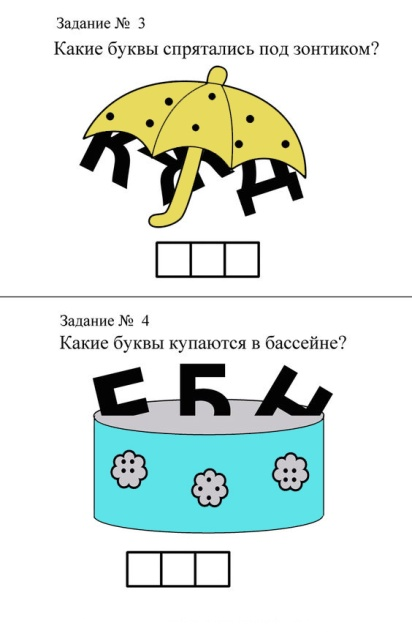 Задание № 3
Какие буквы спрятались под зонтиком?
Задание № 4
Какие буквы купаются в бассейне?